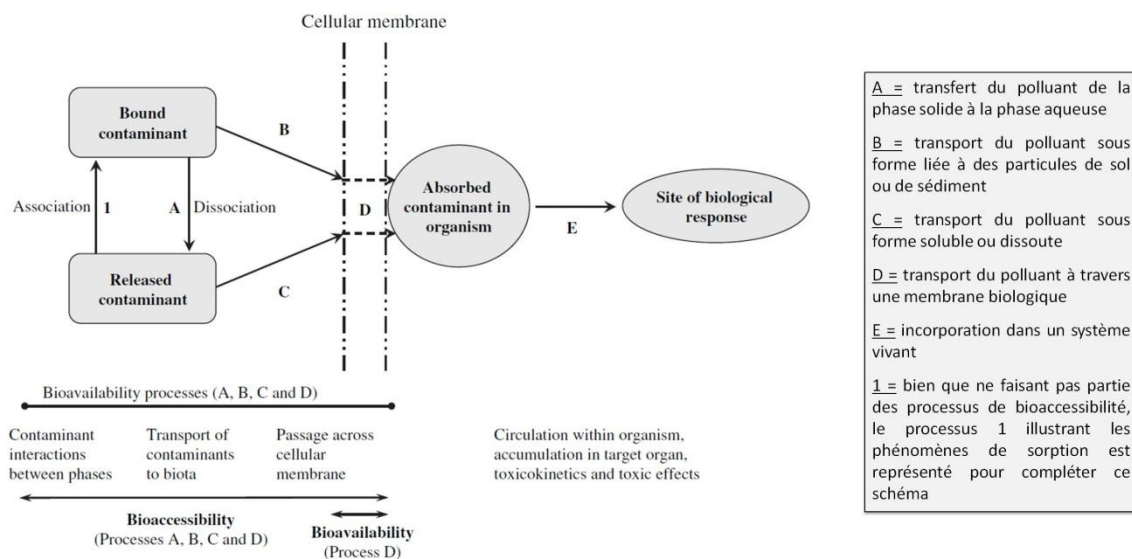 Cellular membrane
Bound
contaminant
B
Association
1
A
Dissociation
D
Absorbed
contaminant in
organism
E
Site of biological
response
Released
contaminant
C
Bioavailability processes (A, B, C and D)
Contaminant
interactions
between phases
Transport of
contaminants
to biota
Passage across
cellular
membrane
Circulation within organism,
accumulation in target organ,
toxicokinetics and toxic effects
Bioaccessibility
(Processes A, B, C and D)
Bioavailability
(Process D)
A = transfert du polluant de la
phase solide à la phase aqueuse
B = transport du polluant sous
forme liée à des particules de sol
ou de sédiment
C = transport du polluant sous
forme soluble ou dissoute
D = transport du polluant à travers
une membrane biologique
E = incorporation dans un système
vivant
1 = bien que ne faisant pas partie
des processus de bioaccessibilité,
le processus 1 illustrant les
phénomènes de sorption est
représenté pour compléter ce
schéma